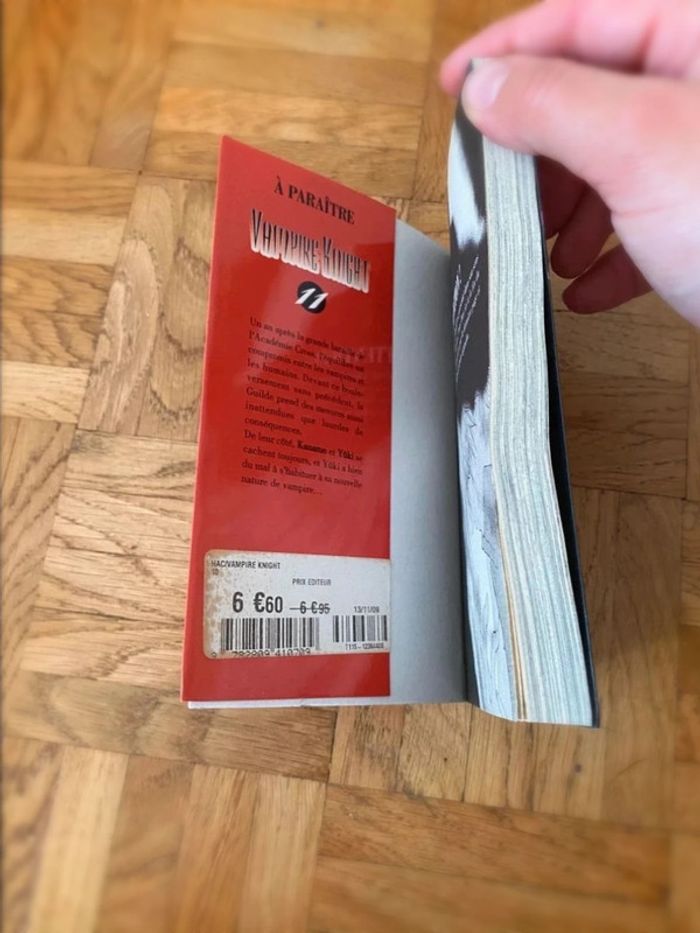 À PARAÎTRE
VAMPIRE KNIGHT
11
Un an après la grande bataille de
l'Académie Cross, l'équilibre est
compromis entre les vampires et
les humains. Devant ce boule-
versement sans précédent, la
Guilde prend des mesures aussi
inattendues que lourdes de
conséquences.
De leur côté, Kaname et Yûki se
cachent toujours, et Yûki a bien
du mal à s'habituer à sa nouvelle
nature de vampire…
HAC/VAMPIRE KNIGHT
10
PRIX EDITEUR
6 €60 6 €95
13/11/09